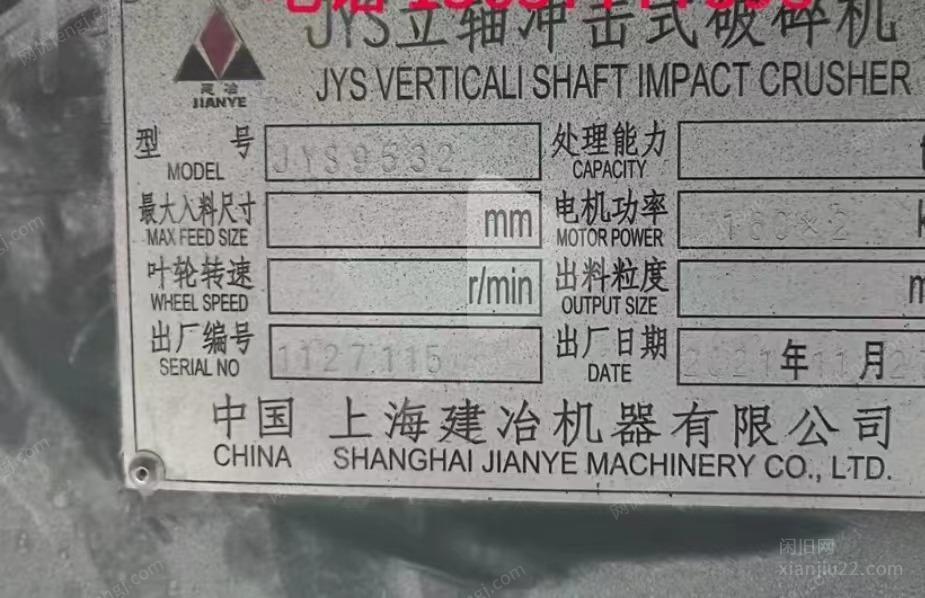 JYS立轴冲击式破碎机
建冶
JIANYE
JYS VERTICALI SHAFT IMPACT CRUSHER
型 号 JYS9532 处理能力
MODEL CAPACITY
最大入料尺寸 mm 电机功率 160×2
MAX FEED SIZE MOTOR POWER
叶轮转速 r/min 出料粒度
WHEEL SPEED OUTPUT SIZE
出厂编号 1127.115 出厂日期 2021年11月
SERIAL NO DATE
中国 上海建冶机器有限公司
CHINA SHANGHAI JIANYE MACHINERY CO., LTD.
闲旧网
xianjiu22.com